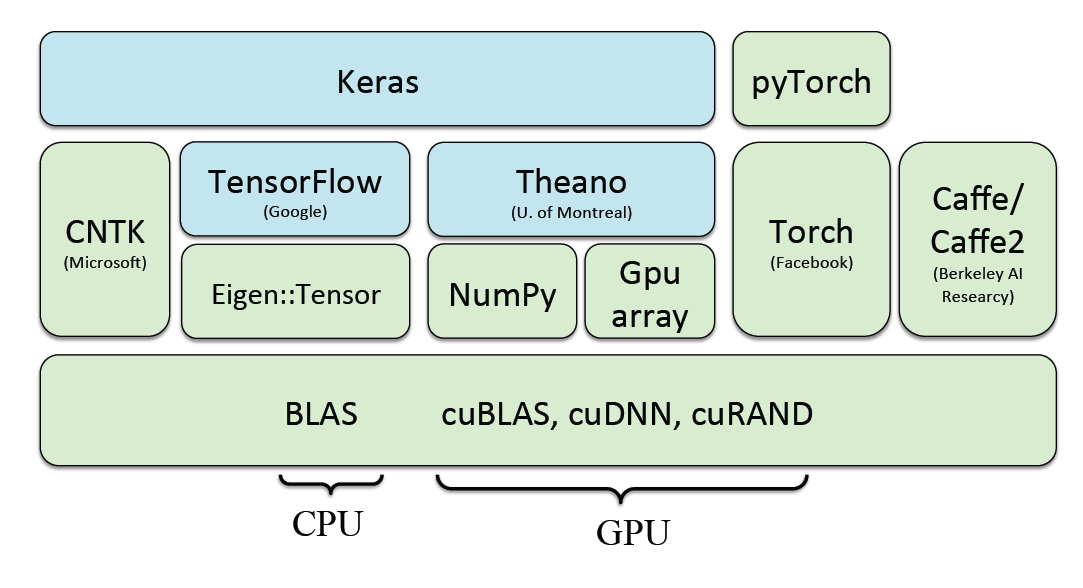 Keras
pyTorch
CNTK
(Microsoft)
TensorFlow
(Google)
Theano
(U. of Montreal)
Torch
(Facebook)
Caffe/
Caffe2
(Berkeley AI
Researcy)
Eigen::Tensor
NumPy
Gpu
array
BLAS
cuBLAS, cuDNN, cuRAND
CPU
GPU